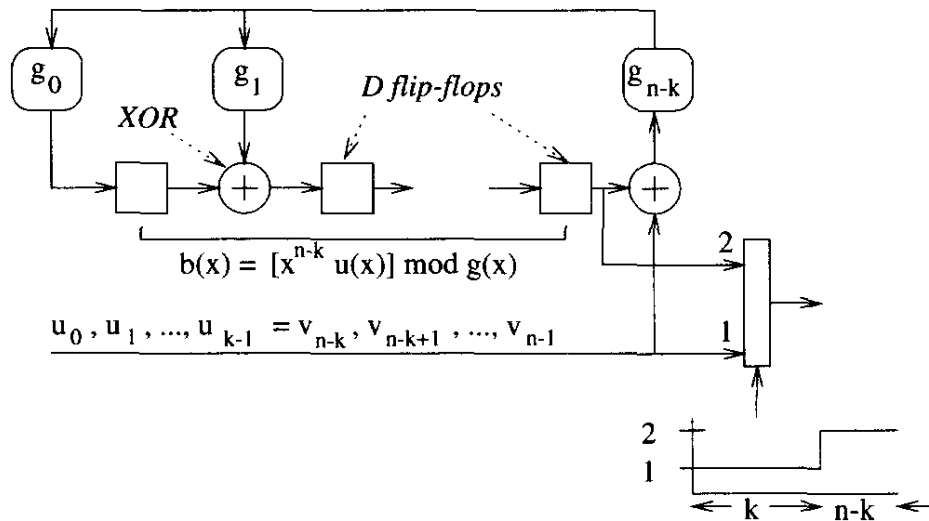 g_0
g_1
g_{n-k}
XOR
D flip-flops
+
+
b(x) = [x^{n-k} u(x)] mod g(x)
2
u_0 , u_1 , ..., u_{k-1} = v_{n-k}, v_{n-k+1} , ..., v_{n-1}
1
2
1
k
n-k